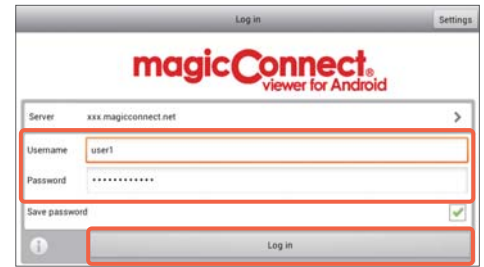 Log in
Settings
magicConnect®
viewer for Android
Server xxx.magicconnect.net
Username user1
Password ••••••••••••
Save password
Log in